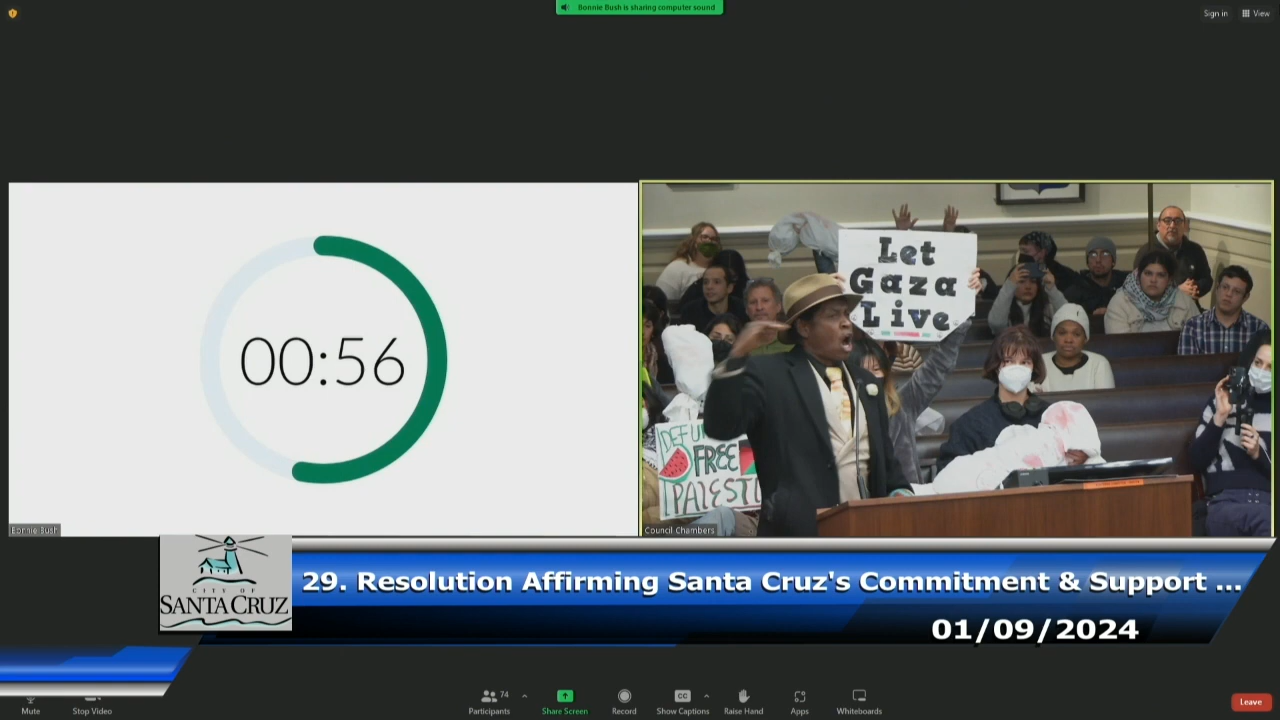 Bonnie Bush is sharing computer sound
Sign in
View
00:56
Bonnie Bush
Let
Gaza
Live
FREE
Council Chambers
CITY OF
SANTA CRUZ
29. Resolution Affirming Santa Cruz's Commitment & Support ...
01/09/2024
Mute
Stop Video
Participants
74
Share Screen
CC
Record
Show Captions
Raise Hand
Apps
Whiteboards
Leave